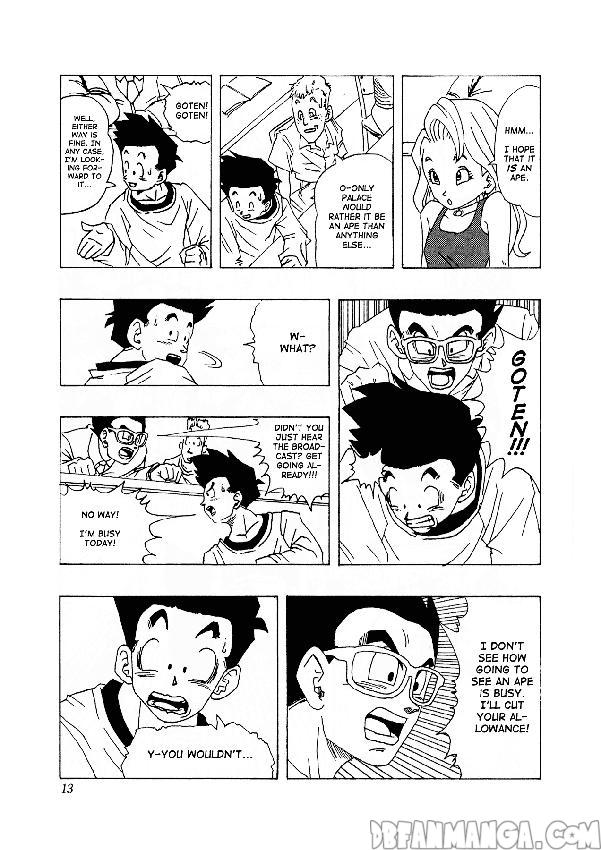 HMM...
I HOPE
THAT IT
IS AN
APE.
O-ONLY
PALACE
WOULD
RATHER IT BE
AN APE THAN
ANYTHING
ELSE...
GOTEN!
GOTEN!
WELL,
EITHER
WAY IS
FINE. IN
ANY CASE,
I'M LOOK-
ING FOR-
WARD TO
IT...
GOTEN!!!
W-
WHAT?
DIDN'T YOU
JUST HEAR
THE BROAD-
CAST? GET
GOING AL-
READY!!!
NO WAY!
I'M BUSY
TODAY!
I DON'T
SEE HOW
GOING TO
SEE AN APE
IS BUSY.
I'LL CUT
YOUR AL-
LOWANCE!
Y-YOU WOULDN'T...
13
DBFANMANGA.COM